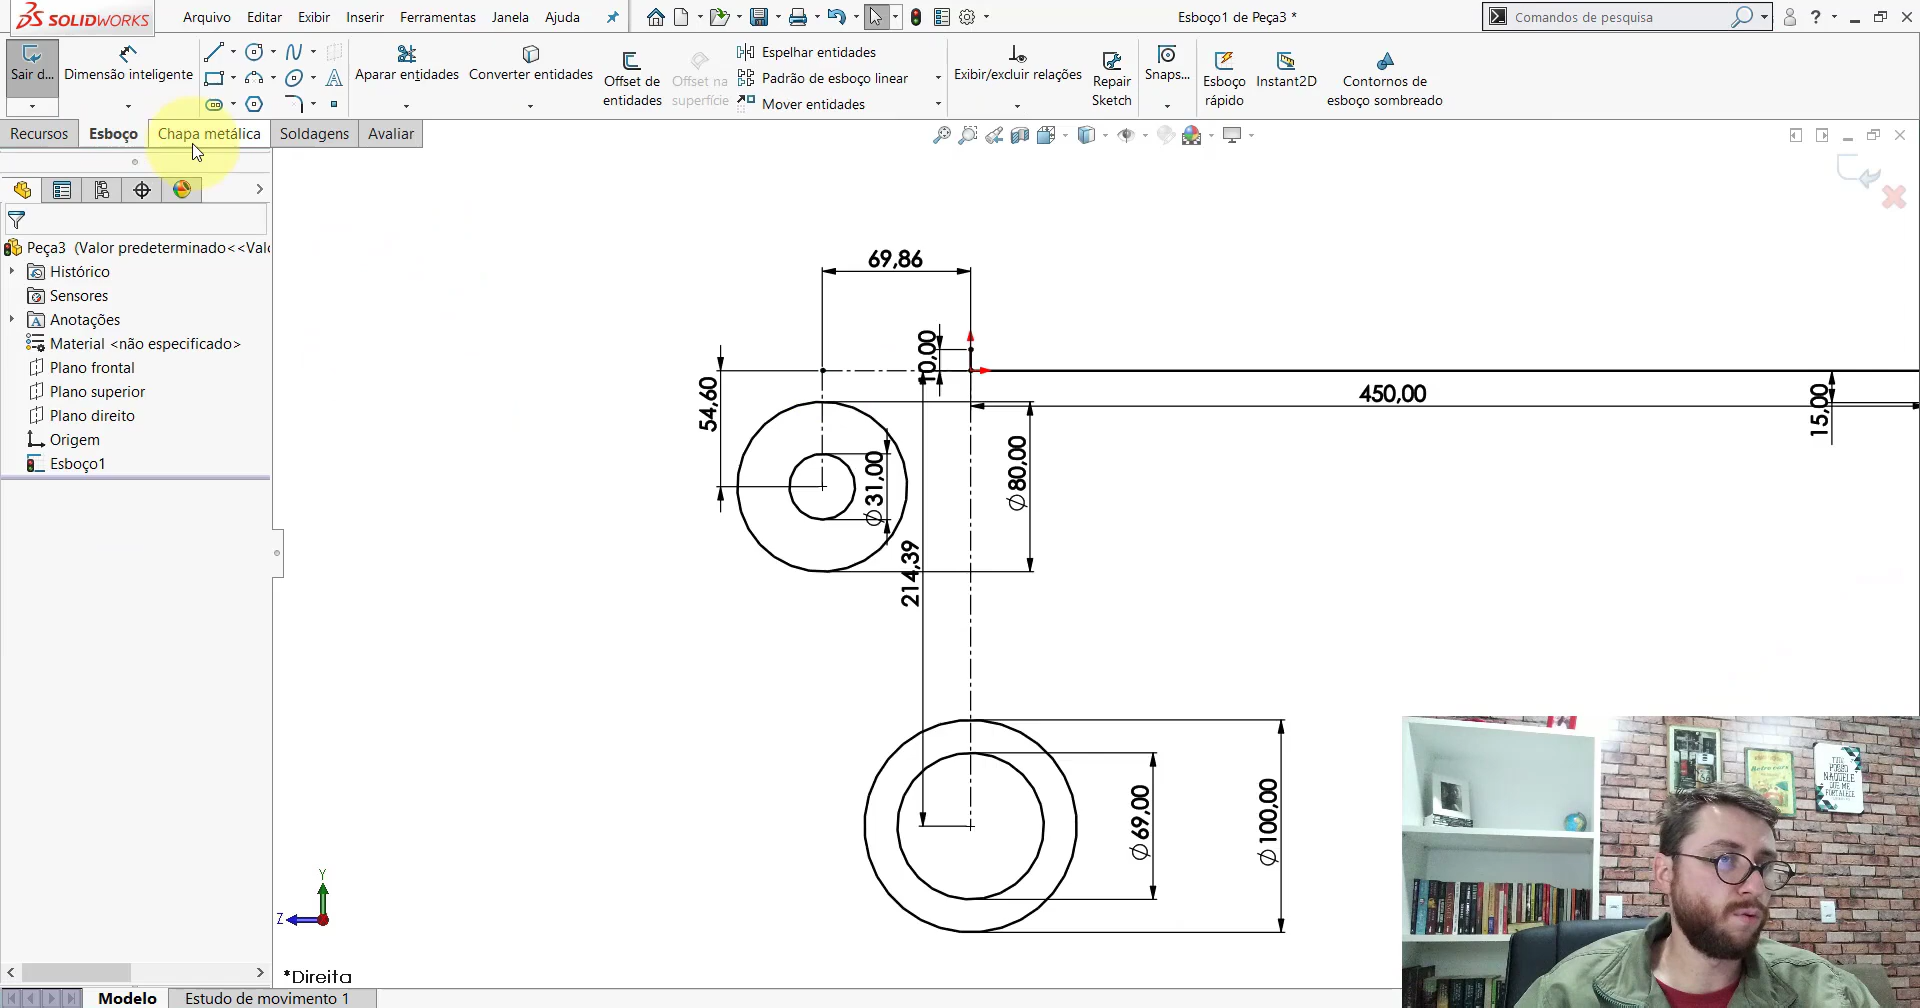 SOLIDWORKS
Arquivo Editar Exibir Inserir Ferramentas Janela Ajuda
Esboço1 de Peça3 *
Comandos de pesquisa
Sair d...
Dimensão inteligente
Aparar entidades
Converter entidades
Offset de entidades
Offset na superfície
Espelhar entidades
Padrão de esboço linear
Mover entidades
Exibir/excluir relações
Repair Sketch
Snaps...
Esboço rápido
Instant2D
Contornos de esboço sombreado
Recursos Esboço Chapa metálica Soldagens Avaliar
Peça3 (Valor predeterminado<<Val
Histórico
Sensores
Anotações
Material <não especificado>
Plano frontal
Plano superior
Plano direito
Origem
Esboço1
69,86
10,00
54,60
450,00
15,00
∅31,00
∅80,00
214,39
∅69,00
∅100,00
Y
Z
*Direita
Modelo Estudo de movimento 1